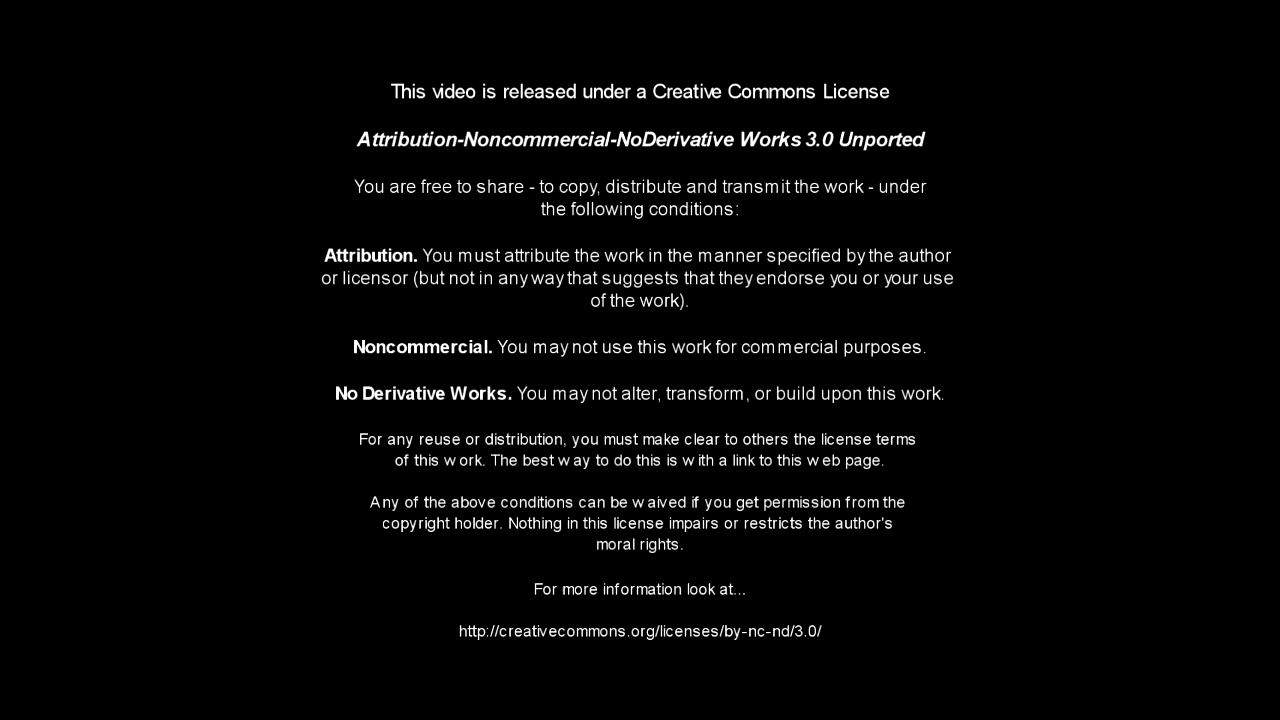 This video is released under a Creative Commons License
Attribution-Noncommercial-NoDerivative Works 3.0 Unported
You are free to share - to copy, distribute and transmit the work - under
the following conditions:
Attribution. You must attribute the work in the manner specified by the author
or licensor (but not in any way that suggests that they endorse you or your use
of the work).
Noncommercial. You may not use this work for commercial purposes.
No Derivative Works. You may not alter, transform, or build upon this work.
For any reuse or distribution, you must make clear to others the license terms
of this work. The best way to do this is with a link to this web page.
Any of the above conditions can be waived if you get permission from the
copyright holder. Nothing in this license impairs or restricts the author's
moral rights.
For more information look at...
http://creativecommons.org/licenses/by-nc-nd/3.0/